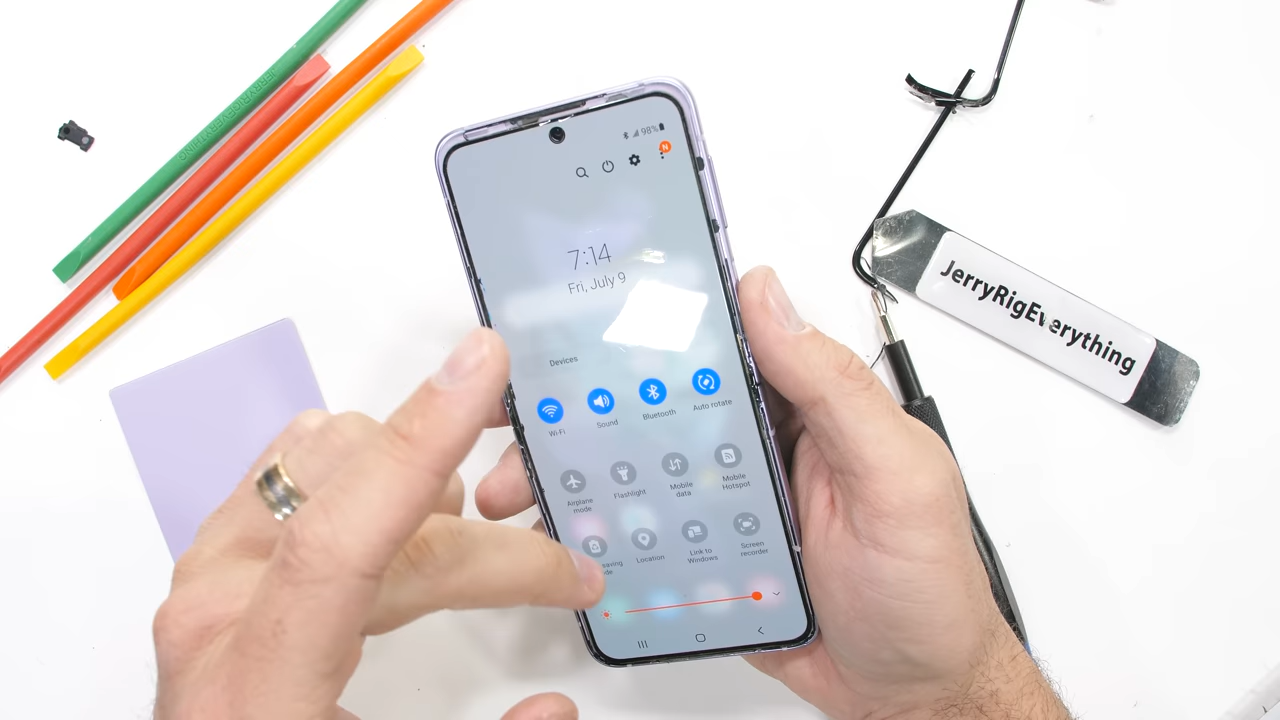 JERRYRIGEVERYTHING
98%
N
7:14
Fri, July 9
Devices
Wi-Fi
Sound
Bluetooth
Auto rotate
Airplane
mode
Flashlight
Mobile
data
Mobile
Hotspot
saving
Location
Link to
Windows
Screen
recorder
JerryRigEverything